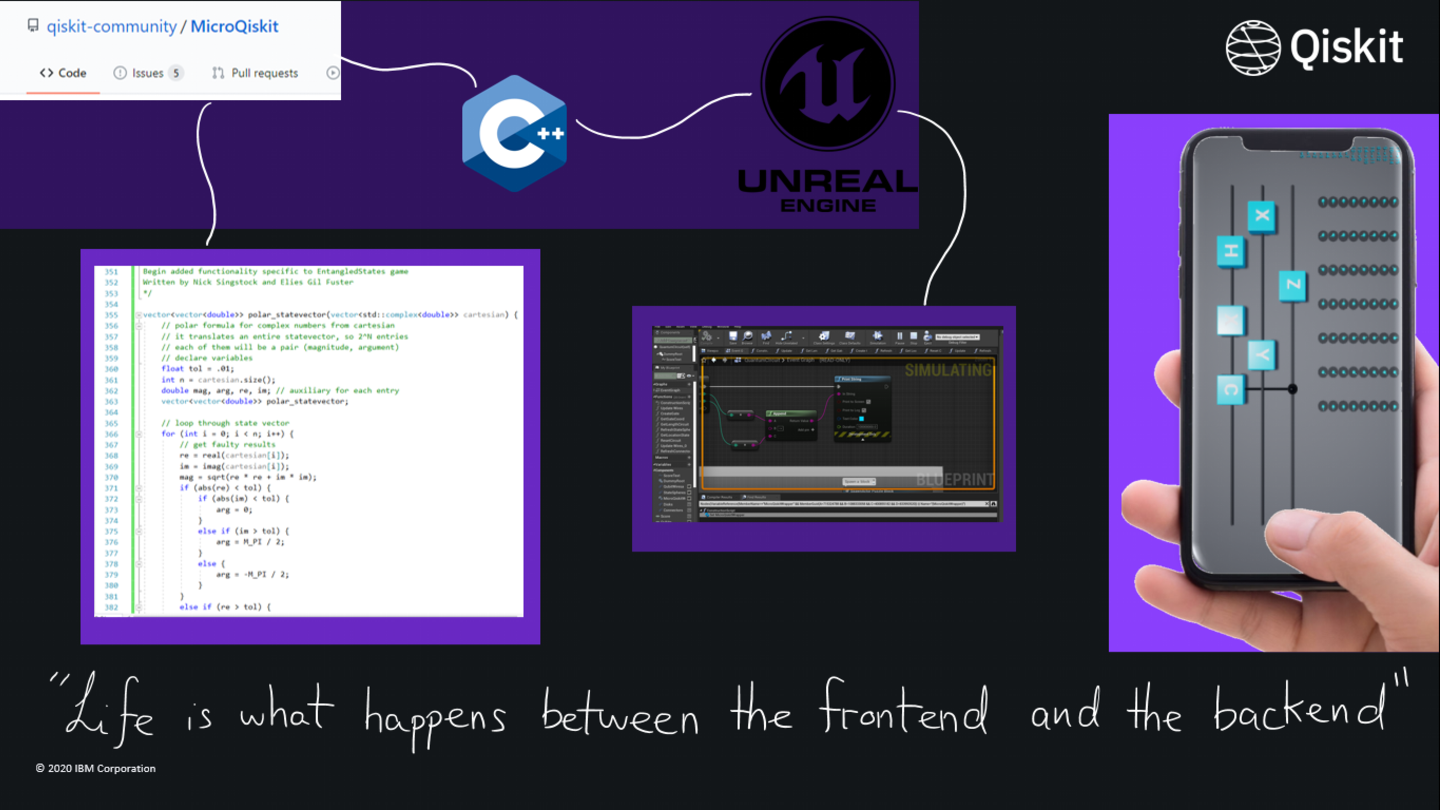 qiskit-community / MicroQiskit
Code Issues 5 Pull requests
C++
UNREAL
ENGINE
Qiskit
351 Begin added functionality specific to EntangledStates game
352 Written by Nick Singstock and Elies Gil Fuster
353 */
354
355 vector<vector<double>> polar_statevector(vector<std::complex<double>> cartesian) {
356 // polar formula for complex numbers from cartesian
357 // it translates an entire statevector, so 2^N entries
358 // each of them will be a pair (magnitude, argument)
359 // declare variables
360 float tol = .01;
361 int n = cartesian.size();
362 double mag, arg, re, im; // auxiliary for each entry
363 vector<vector<double>> polar_statevector;
364
365 // loop through state vector
366 for (int i = 0; i < n; i++) {
367 // get faulty results
368 re = real(cartesian[i]);
369 im = imag(cartesian[i]);
370 mag = sqrt(re * re + im * im);
371 if (abs(re) < tol) {
372 if (abs(im) < tol) {
373 arg = 0;
374 }
375 else if (im > tol) {
376 arg = M_PI / 2;
377 }
378 else {
379 arg = -M_PI / 2;
380 }
381 }
382 else if (re > tol) {
SIMULATING
Print String
Append
BLUEPRINT
X
H
Z
Y
C
"Life is what happens between the frontend and the backend"
© 2020 IBM Corporation